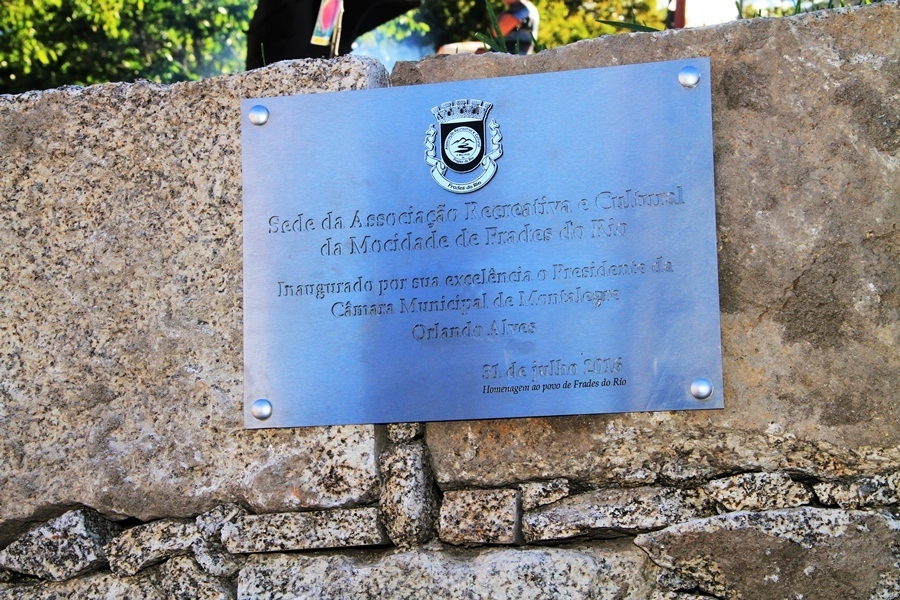 Frades do Rio
Sede da Associação Recreativa e Cultural
da Mocidade de Frades do Rio
Inaugurado por sua excelência o Presidente da
Câmara Municipal de Montalegre
Orlando Alves
31 de julho 2016
Homenagem ao povo de Frades do Rio